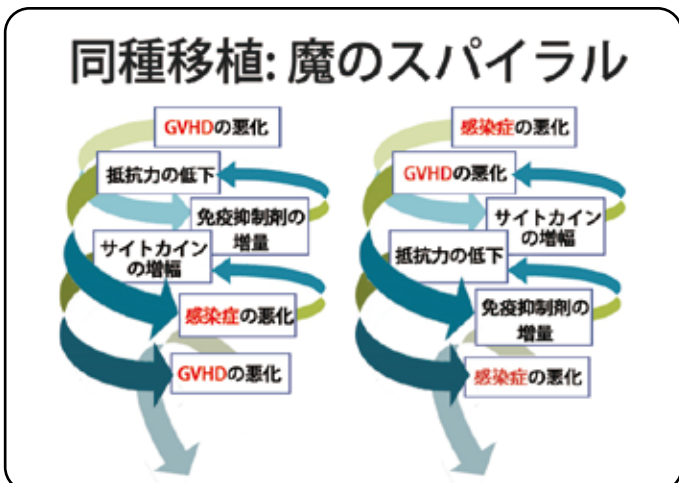 同種移植: 魔のスパイラル
GVHDの悪化
抵抗力の低下
免疫抑制剤の
増量
サイトカイン
の増幅
感染症の悪化
GVHDの悪化
感染症の悪化
GVHDの悪化
サイトカイン
の増幅
抵抗力の低下
免疫抑制剤の
増量
感染症の悪化